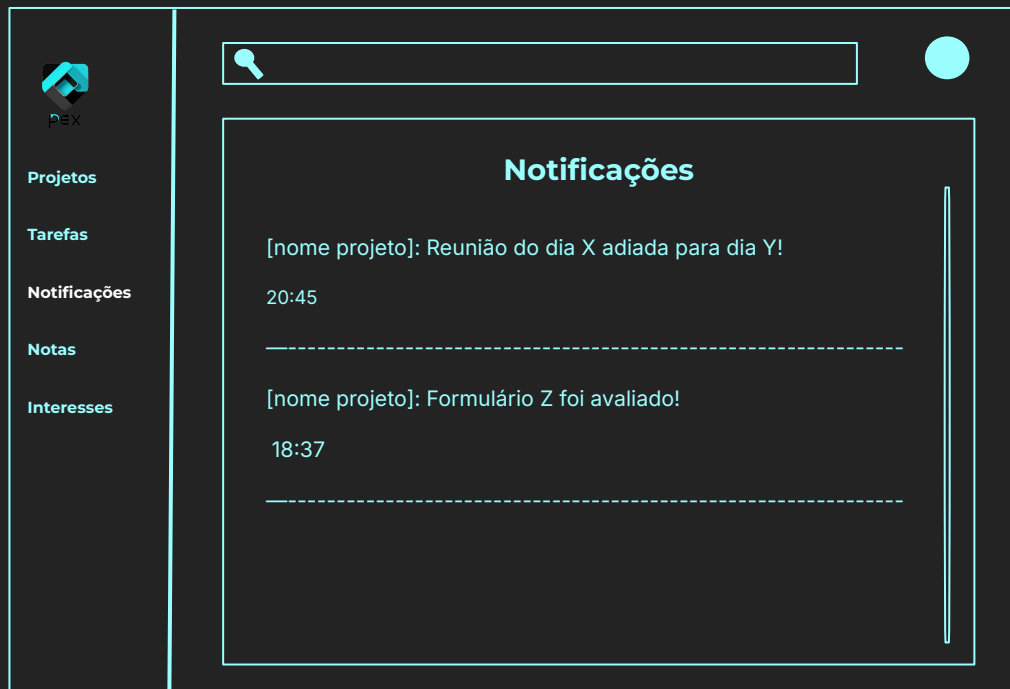 PEX
Projetos
Tarefas
Notificações
Notas
Interesses
Notificações
[nome projeto]: Reunião do dia X adiada para dia Y!
20:45
[nome projeto]: Formulário Z foi avaliado!
18:37